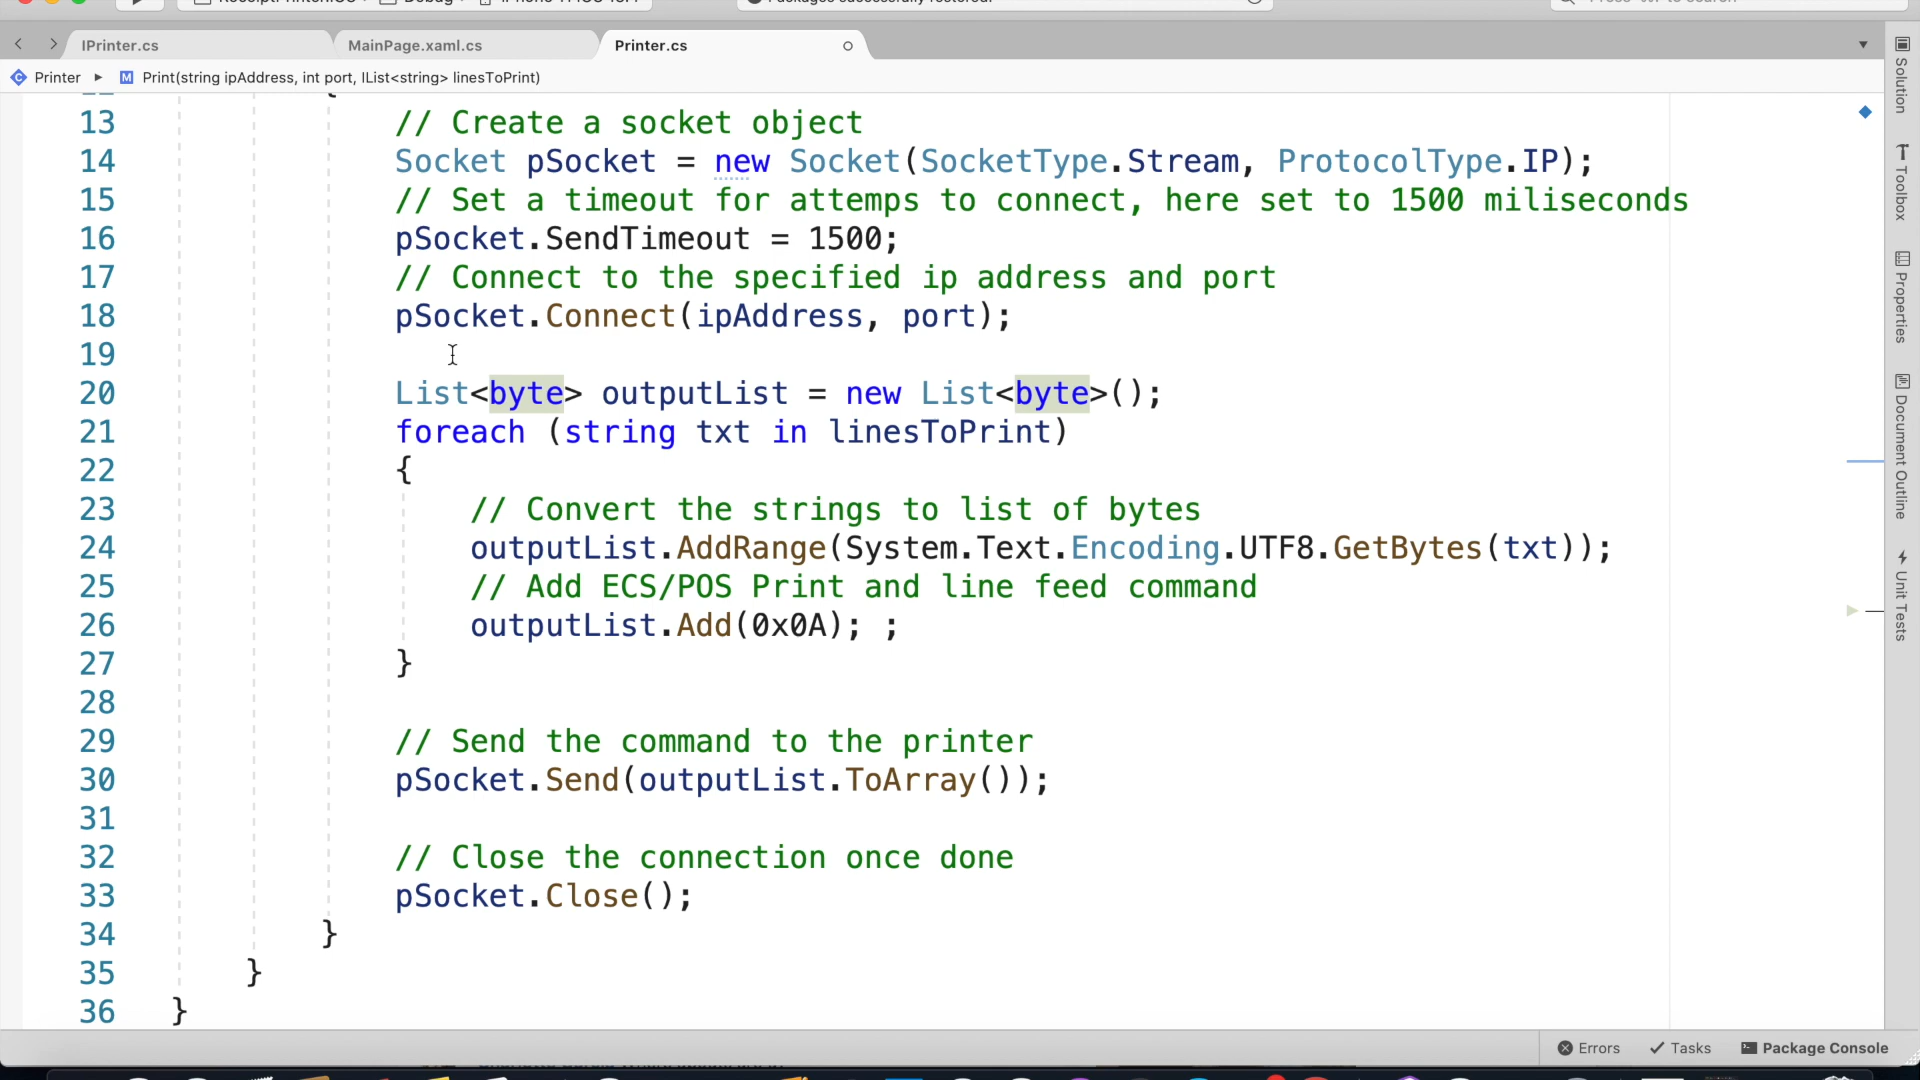 IPrinter.cs
MainPage.xaml.cs
Printer.cs
Printer
M
Print(string ipAddress, int port, IList<string> linesToPrint)
13 // Create a socket object
14 Socket pSocket = new Socket(SocketType.Stream, ProtocolType.IP);
15 // Set a timeout for attemps to connect, here set to 1500 miliseconds
16 pSocket.SendTimeout = 1500;
17 // Connect to the specified ip address and port
18 pSocket.Connect(ipAddress, port);
19
20 List<byte> outputList = new List<byte>();
21 foreach (string txt in linesToPrint)
22 {
23 // Convert the strings to list of bytes
24 outputList.AddRange(System.Text.Encoding.UTF8.GetBytes(txt));
25 // Add ECS/POS Print and line feed command
26 outputList.Add(0x0A); ;
27 }
28
29 // Send the command to the printer
30 pSocket.Send(outputList.ToArray());
31
32 // Close the connection once done
33 pSocket.Close();
34 }
35 }
36 }
Solution
Toolbox
Properties
Document Outline
Unit Tests
Errors
Tasks
Package Console